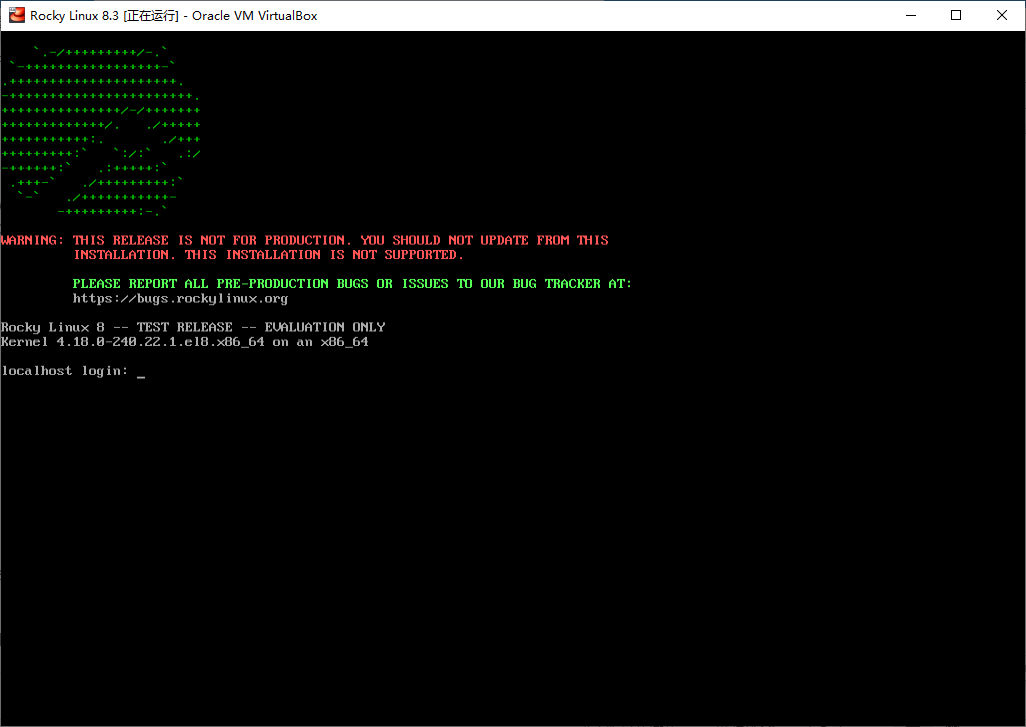 Rocky Linux 8.3 [正在运行] - Oracle VM VirtualBox
WARNING: THIS RELEASE IS NOT FOR PRODUCTION. YOU SHOULD NOT UPDATE FROM THIS
INSTALLATION. THIS INSTALLATION IS NOT SUPPORTED.
PLEASE REPORT ALL PRE-PRODUCTION BUGS OR ISSUES TO OUR BUG TRACKER AT:
https://bugs.rockylinux.org
Rocky Linux 8 -- TEST RELEASE -- EVALUATION ONLY
Kernel 4.18.0-240.22.1.el8.x86_64 on an x86_64
localhost login: _